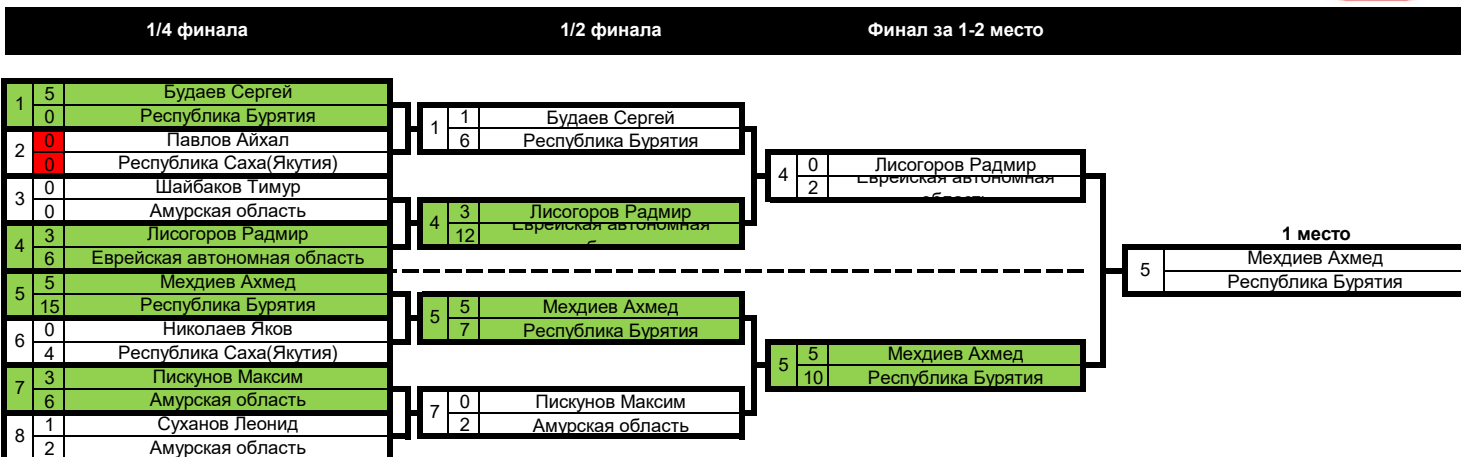 1/4 финала 1/2 финала Финал за 1-2 место
1 5 Будаев Сергей
0 Республика Бурятия
2 0 Павлов Айхал
0 Республика Саха(Якутия)
3 0 Шайбаков Тимур
0 Амурская область
4 3 Лисогоров Радмир
6 Еврейская автономная область
5 5 Мехдиев Ахмед
15 Республика Бурятия
6 0 Николаев Яков
4 Республика Саха(Якутия)
7 3 Пискунов Максим
6 Амурская область
8 1 Суханов Леонид
2 Амурская область
1 1 Будаев Сергей
6 Республика Бурятия
4 3 Лисогоров Радмир
12 Еврейская автономная
5 5 Мехдиев Ахмед
7 Республика Бурятия
7 0 Пискунов Максим
2 Амурская область
4 0 Лисогоров Радмир
2 Еврейская автономная
область
5 5 Мехдиев Ахмед
10 Республика Бурятия
1 место
5 Мехдиев Ахмед
Республика Бурятия